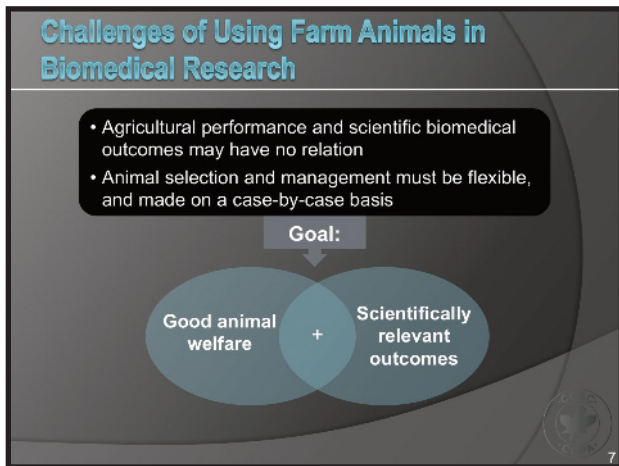 Challenges of Using Farm Animals in
Biomedical Research
• Agricultural performance and scientific biomedical
outcomes may have no relation
• Animal selection and management must be flexible,
and made on a case-by-case basis
Goal:
Good animal
welfare
+
Scientifically
relevant
outcomes
7